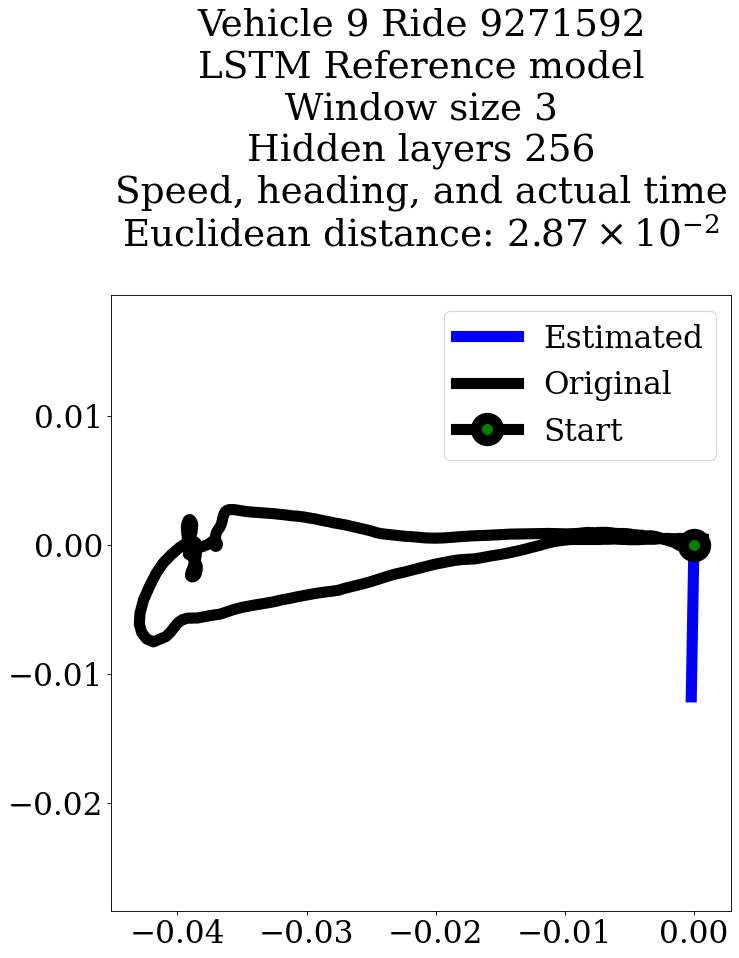 Vehicle 9 Ride 9271592
LSTM Reference model
Window size 3
Hidden layers 256
Speed, heading, and actual time
Euclidean distance: 2.87 × 10⁻²
Estimated
Original
Start
0.01
0.00
−0.01
−0.02
−0.04 −0.03 −0.02 −0.01 0.00